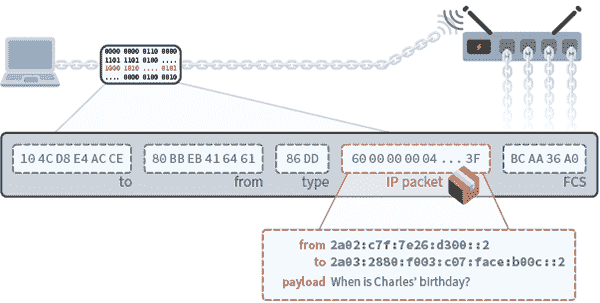 0000 0000 0110 0000
1101 1101 0100 ....
1000 1010 .... 0101
.... 0000 0100 0010
10 4C D8 E4 AC CE
80 BB EB 41 64 61
86 DD
60 00 00 00 04 ... 3F
BC AA 36 A0
to
from
type
IP packet
FCS
from 2a02:c7f:7e26:d300::2
to 2a03:2880:f003:c07:face:b00c::2
payload When is Charles' birthday?